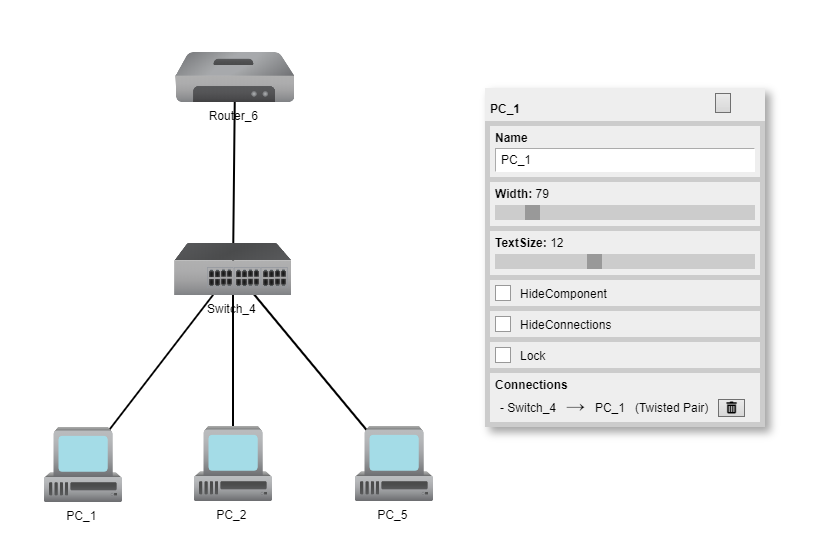 Router_6
Switch_4
PC_1
PC_2
PC_5
PC_1
Name
PC_1
Width: 79
TextSize: 12
HideComponent
HideConnections
Lock
Connections
- Switch_4 → PC_1 (Twisted Pair)